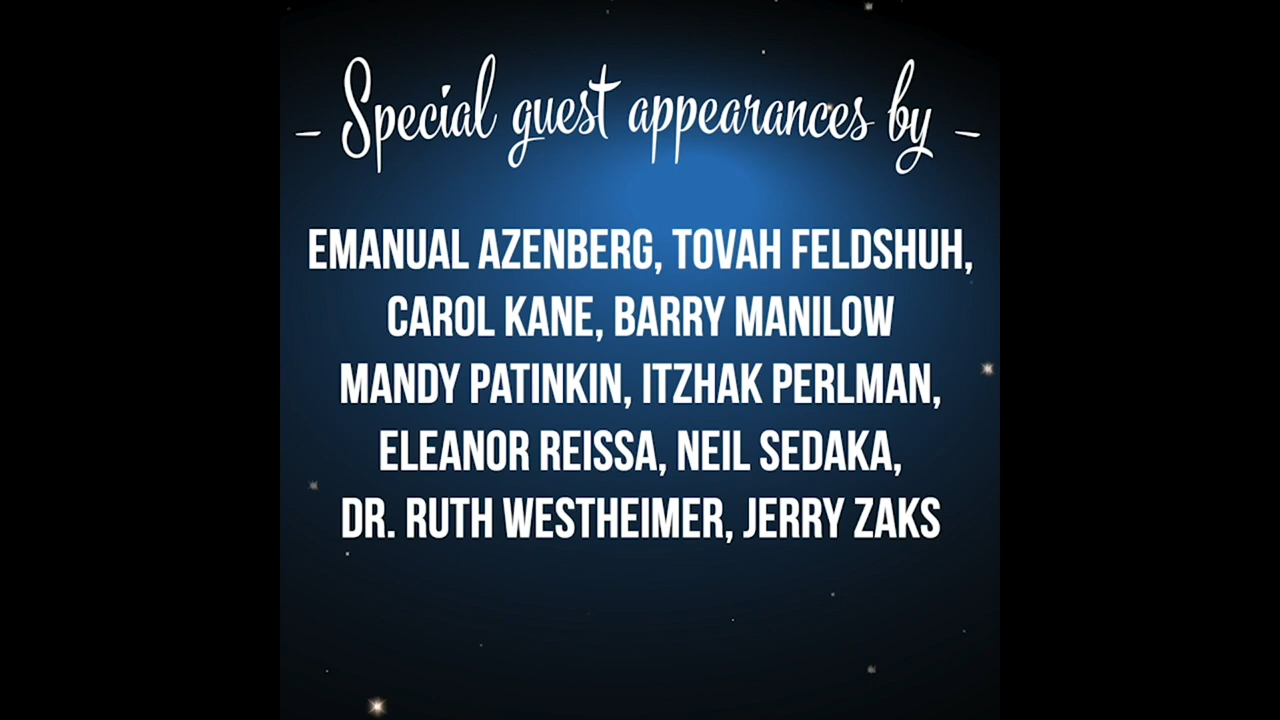 - Special guest appearances by -
EMANUAL AZENBERG, TOVAH FELDSHUH,
CAROL KANE, BARRY MANILOW
MANDY PATINKIN, ITZHAK PERLMAN,
ELEANOR REISSA, NEIL SEDAKA,
DR. RUTH WESTHEIMER, JERRY ZAKS